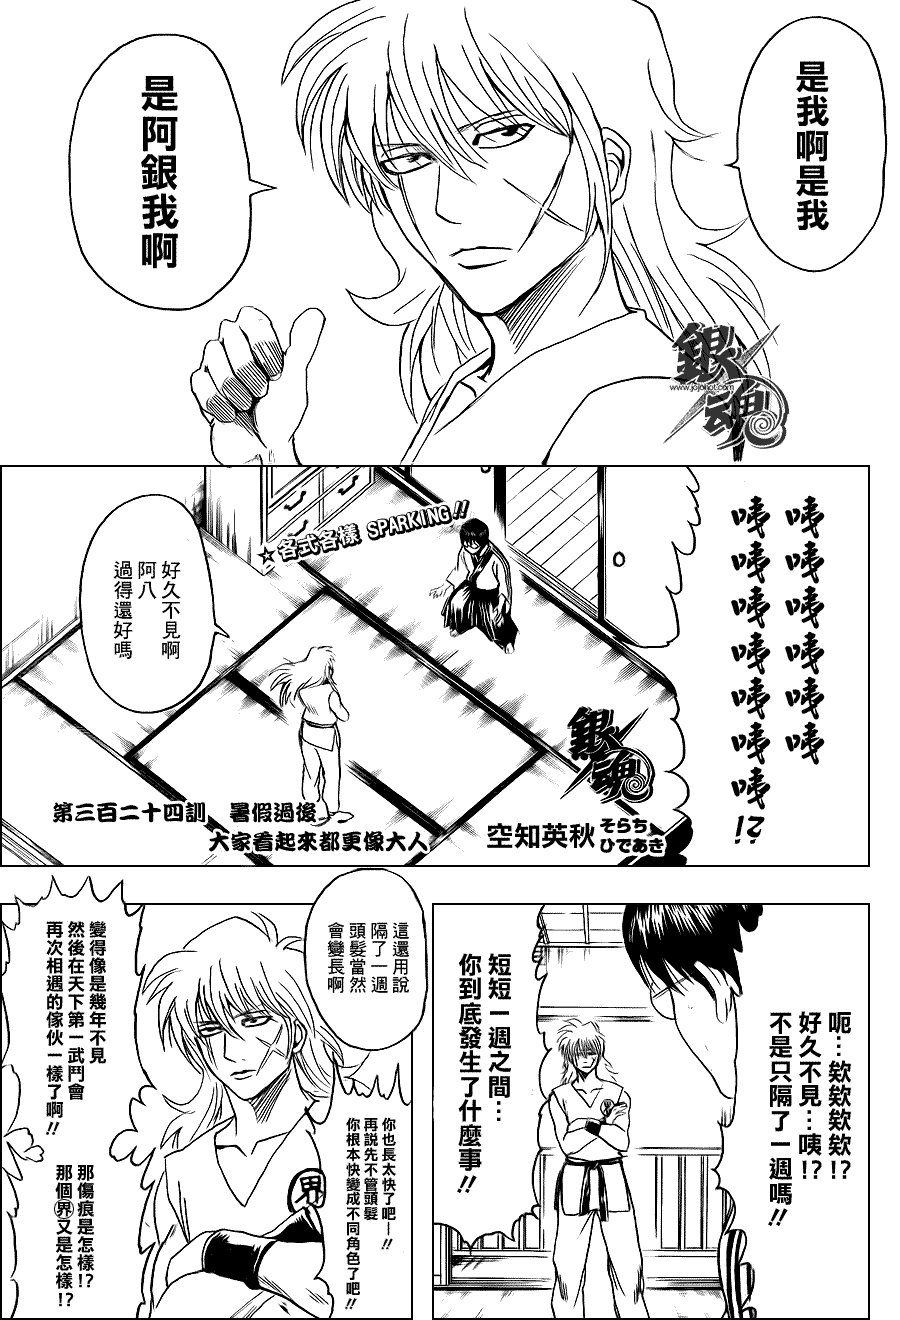 是我啊是我
是阿銀我啊
銀魂
www.jojohot.com
咦咦咦咦咦咦
咦咦咦咦咦咦咦!?
☆各式各樣 SPARKING!!
好久不見啊
阿八
過得還好嗎
銀魂
第三百二十四訓 暑假過後
大家看起來都更像大人
空知英秋
そらち
ひであき
呃…欸欸欸欸!?
好久不見…咦!?
不是只隔了一週嗎!!
短短一週之間…
你到底發生了什麼事!!
這還用說
隔了一週
頭髮當然
會變長啊
你也長太快了吧—!!
再說先不管頭髮
你根本快變成不同角色了吧!!
界
變得像是幾年不見
然後在天下第一武鬥會
再次相遇的傢伙一樣了啊!!
那傷痕是怎樣!?
那個界又是怎樣!?